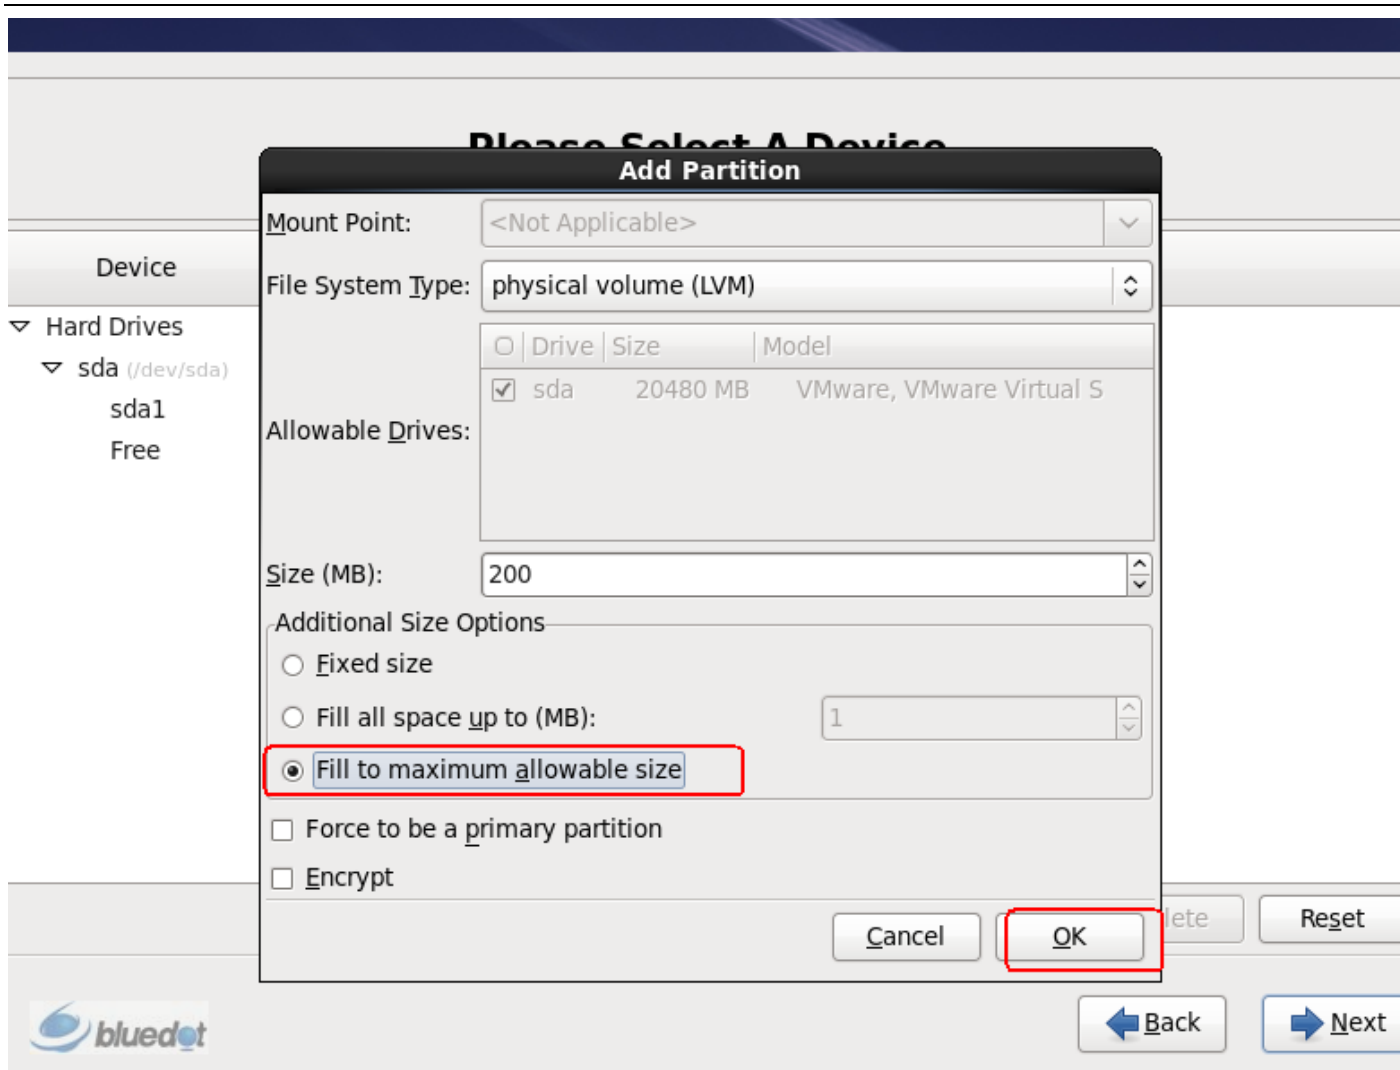 Please Select A Device
Add Partition
Mount Point: <Not Applicable>
Device
File System Type: physical volume (LVM)
Hard Drives
Drive Size Model
sda (/dev/sda)
sda 20480 MB VMware, VMware Virtual S
sda1
Allowable Drives:
Free
Size (MB): 200
Additional Size Options
Fixed size
Fill all space up to (MB): 1
Fill to maximum allowable size
Force to be a primary partition
Encrypt
Cancel OK lete Reset
bluedot Back Next